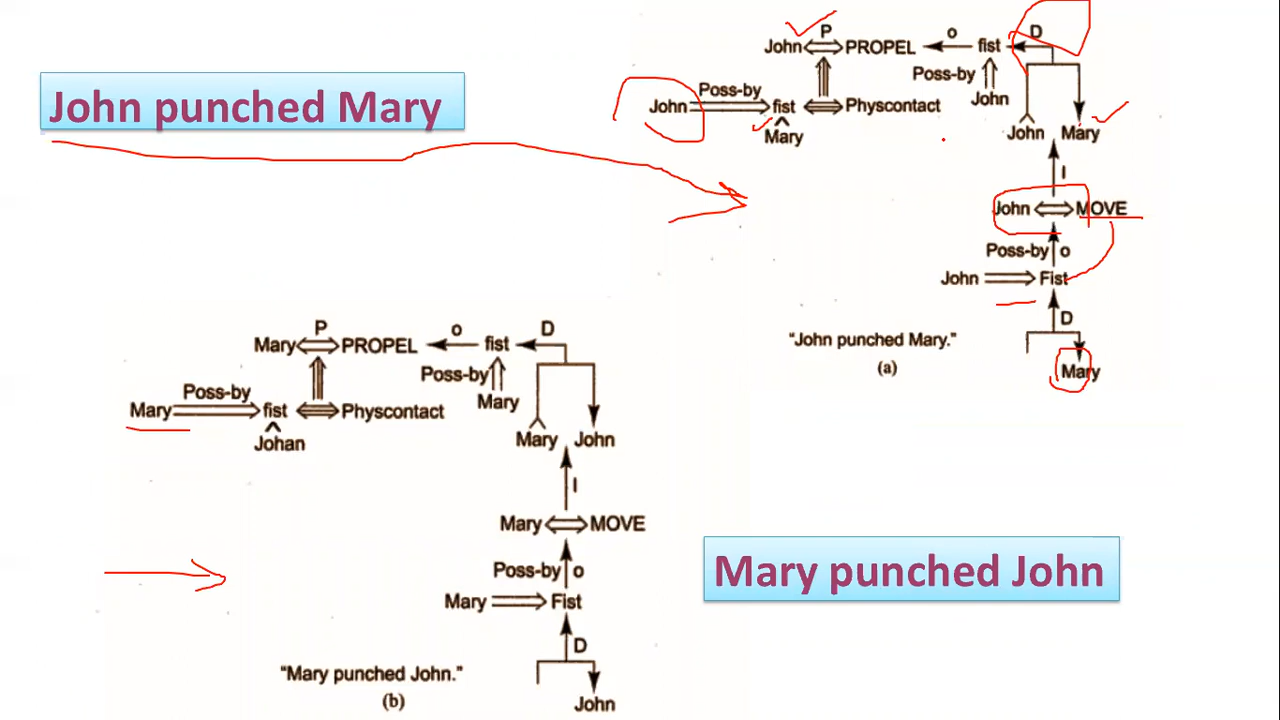 John punched Mary
P
John PROPEL o fist D
Poss-by
John
John Poss-by fist Physcontact
Mary
John Mary
I
John MOVE
Poss-by o
John Fist
D
Mary
"John punched Mary."
(a)
P
Mary PROPEL o fist D
Poss-by
Mary
Mary Poss-by fist Physcontact
Johan
Mary John
I
Mary MOVE
Poss-by o
Mary Fist
D
John
"Mary punched John."
(b)
Mary punched John